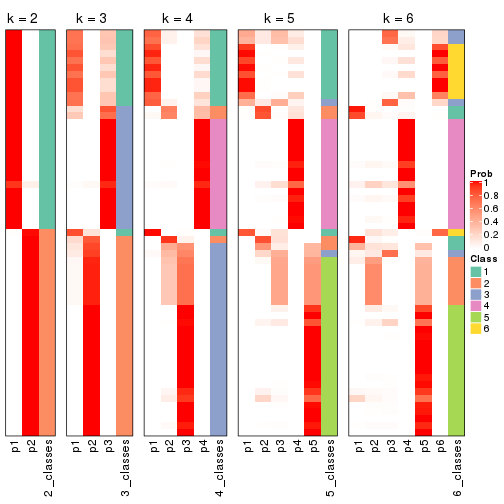 k = 2
k = 3
k = 4
k = 5
k = 6
p1
p2
2_classes
p1
p2
p3
3_classes
p1
p2
p3
p4
4_classes
p1
p2
p3
p4
p5
5_classes
p1
p2
p3
p4
p5
p6
6_classes
Prob
1
0.8
0.6
0.4
0.2
0
Class
1
2
3
4
5
6